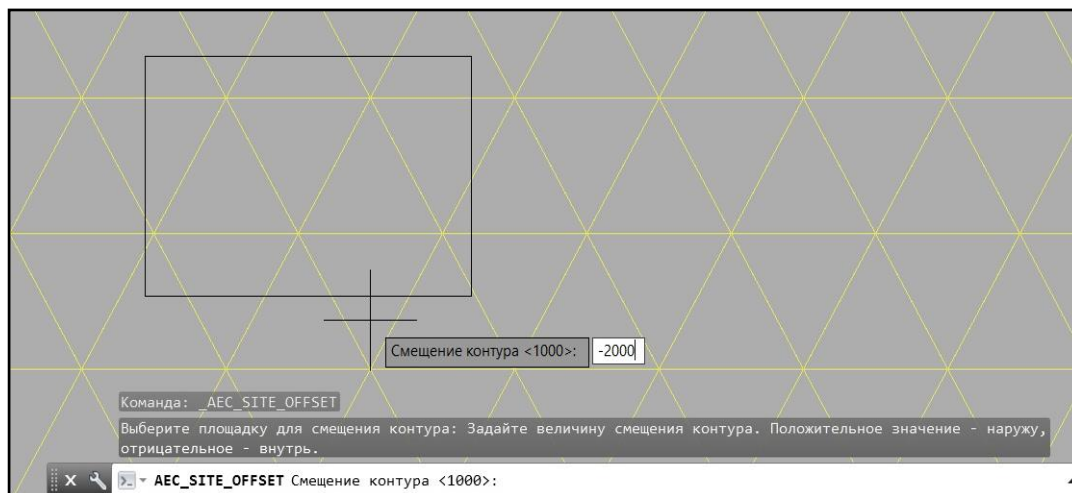 Смещение контура <1000>: -2000
Команда: _AEC_SITE_OFFSET
Выберите площадку для смещения контура: Задайте величину смещения контура. Положительное значение - наружу,
отрицательное - внутрь.
AEC_SITE_OFFSET Смещение контура <1000>: